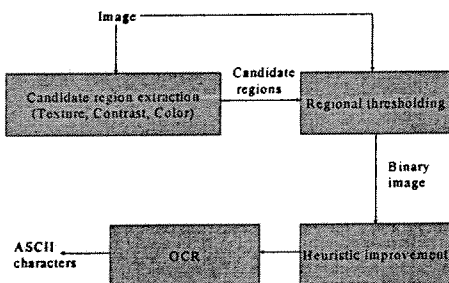 Image
Candidate region extraction
(Texture, Contrast, Color)
Candidate
regions
Regional thresholding
Binary
image
Heuristic improvement
OCR
ASCII
characters